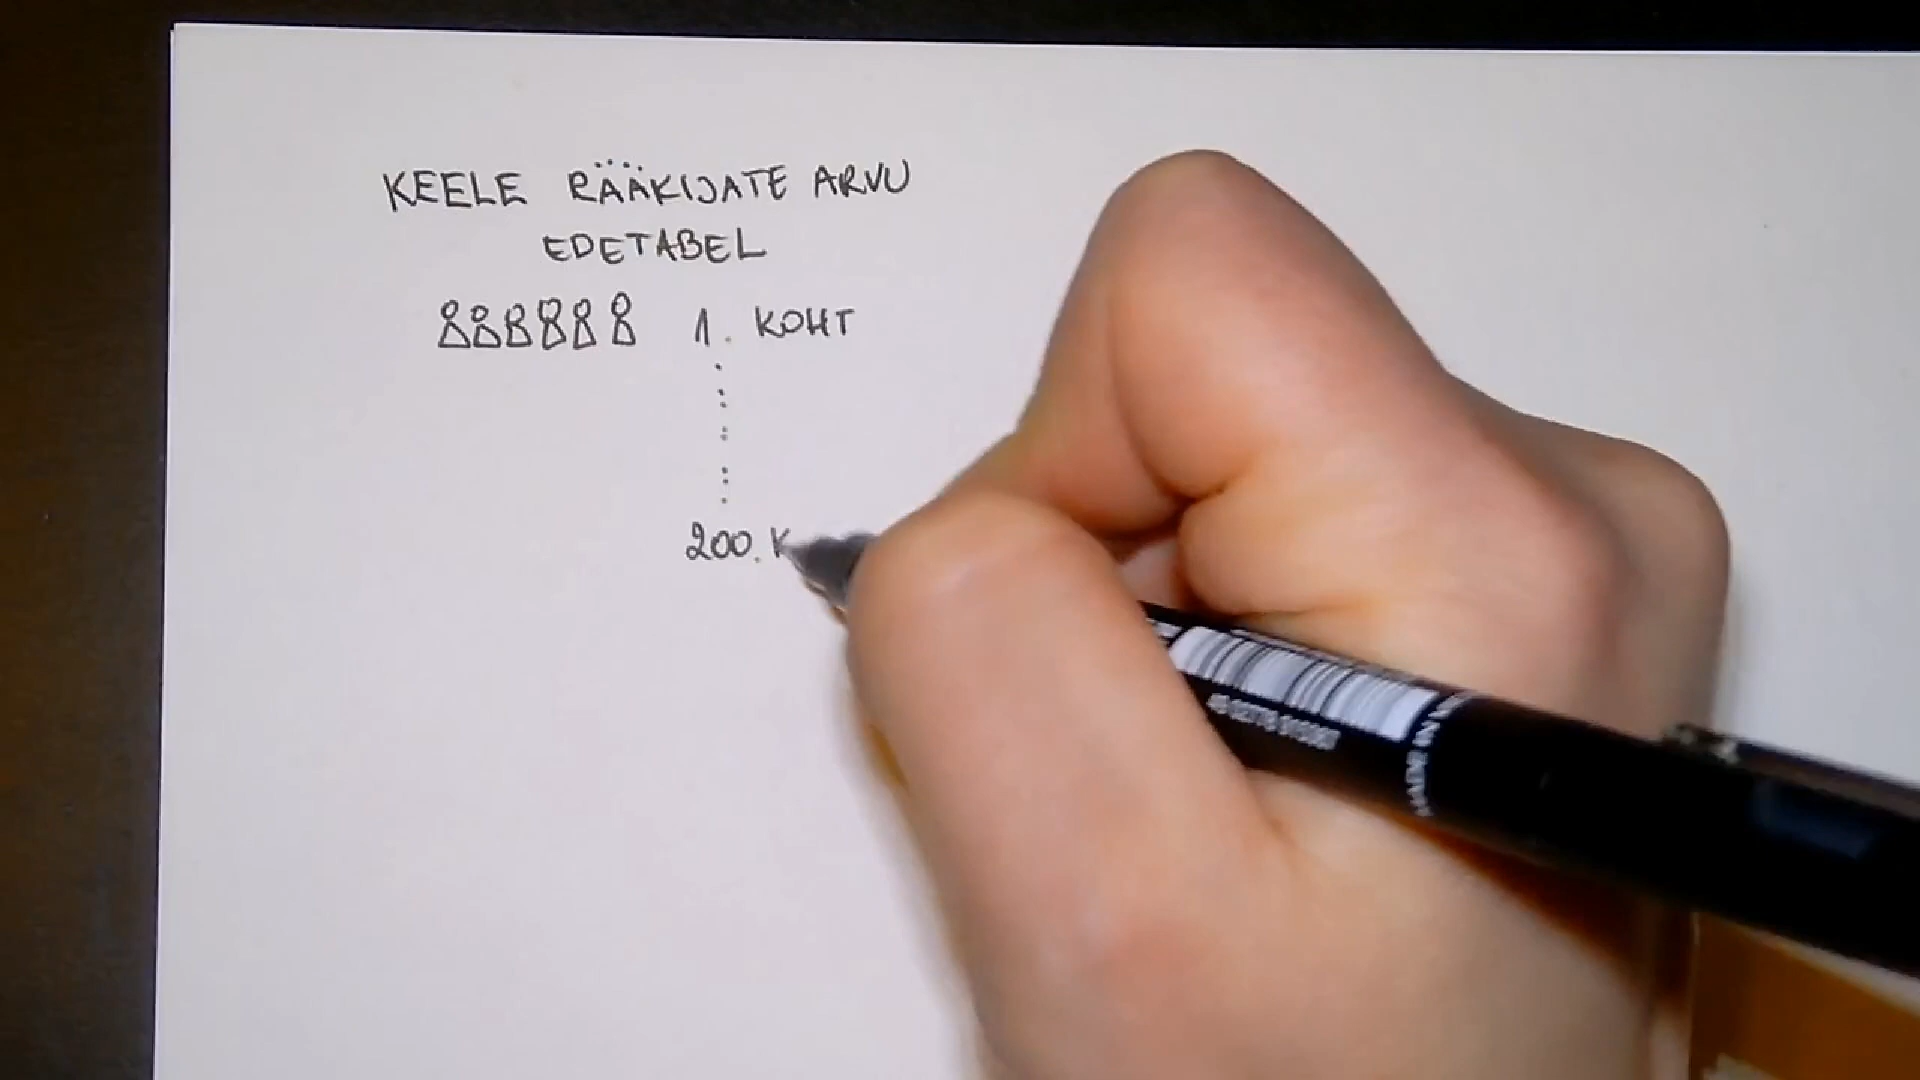 KEELE RÄÄKIJATE ARVU
EDETABEL
1. KOHT
200. K